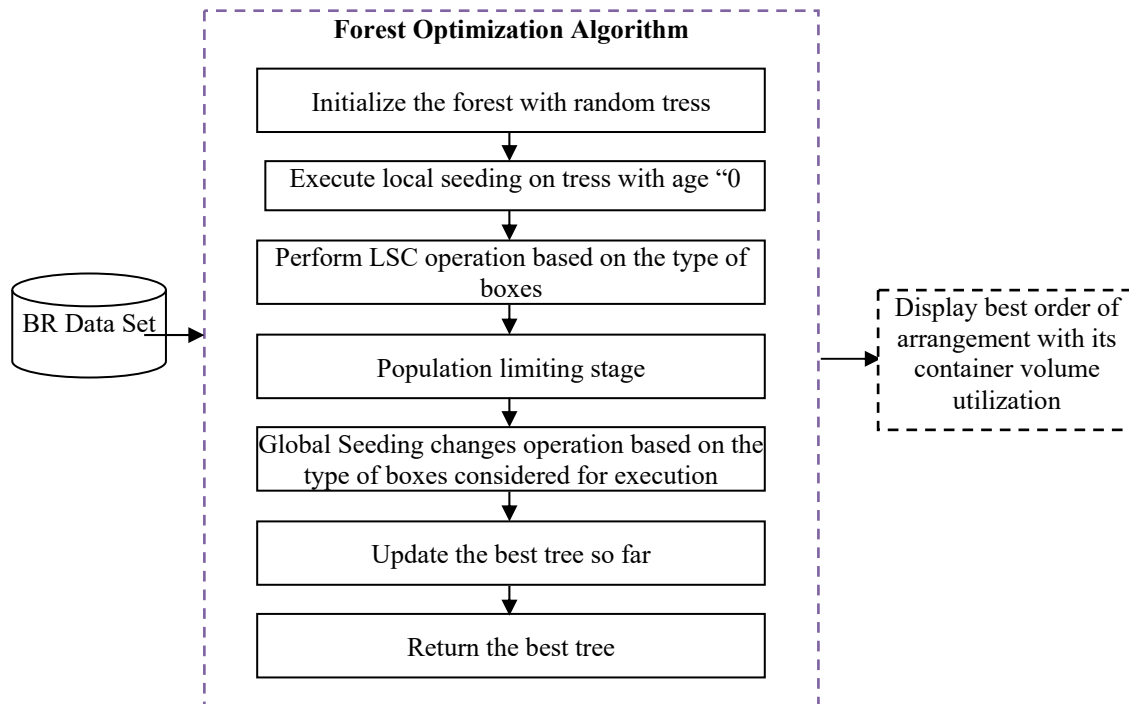 Forest Optimization Algorithm
Initialize the forest with random tress
Execute local seeding on tress with age “0
Perform LSC operation based on the type of
boxes
Population limiting stage
Global Seeding changes operation based on the
type of boxes considered for execution
Update the best tree so far
Return the best tree
BR Data Set
Display best order of
arrangement with its
container volume
utilization